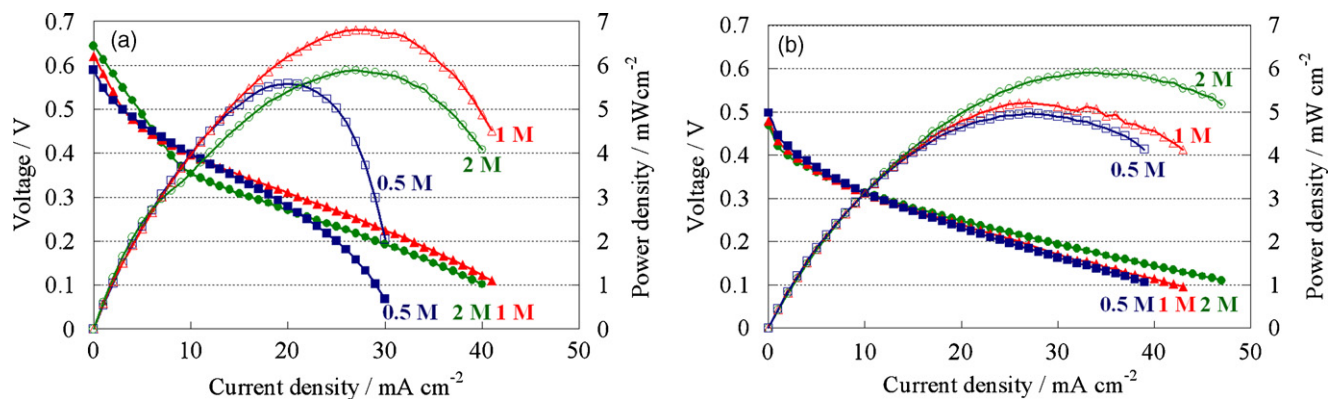 (a)
Voltage / V
0.7
0.6
0.5
0.4
0.3
0.2
0.1
0
7
6
5
4
3
2
1
0
Power density / mWcm-2
1 M
2 M
0.5 M
0.5 M 2 M 1 M
0 10 20 30 40 50
Current density / mA cm-2
(b)
Voltage / V
0.7
0.6
0.5
0.4
0.3
0.2
0.1
0
7
6
5
4
3
2
1
0
Power density / mWcm-2
2 M
1 M
0.5 M
0.5 M 1 M 2 M
0 10 20 30 40 50
Current density / mA cm-2